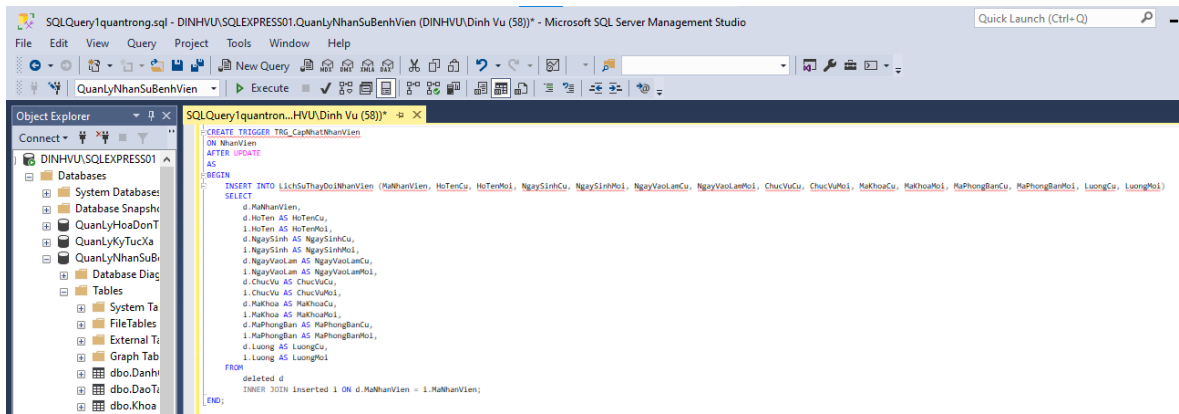 SQLQuery1quantrong.sql - DINHVU\SQLEXPRESS01.QuanLyNhanSuBenhVien (DINHVU\Dinh Vu (58))* - Microsoft SQL Server Management Studio
Quick Launch (Ctrl+Q)
File Edit View Query Project Tools Window Help
New Query MDX DMX XMLA DAX
QuanLyNhanSuBenhVien Execute
Object Explorer
SQLQuery1quantron...HVU\Dinh Vu (58))*
Connect
DINHVU\SQLEXPRESS01
Databases
System Databases
Database Snapsho
QuanLyHoaDonT
QuanLyKyTucXa
QuanLyNhanSuBe
Database Diag
Tables
System Ta
FileTables
External Ta
Graph Tab
dbo.Danh
dbo.DaoTa
dbo.Khoa
CREATE TRIGGER TRG_CapNhatNhanVien
ON NhanVien
AFTER UPDATE
AS
BEGIN
INSERT INTO LichSuThayDoiNhanVien (MaNhanVien, HoTenCu, HoTenMoi, NgaySinhCu, NgaySinhMoi, NgayVaoLamCu, NgayVaoLamMoi, ChucVuCu, ChucVuMoi, MaKhoaCu, MaKhoaMoi, MaPhongBanCu, MaPhongBanMoi, LuongCu, LuongMoi)
SELECT
d.MaNhanVien,
d.HoTen AS HoTenCu,
i.HoTen AS HoTenMoi,
d.NgaySinh AS NgaySinhCu,
i.NgaySinh AS NgaySinhMoi,
d.NgayVaoLam AS NgayVaoLamCu,
i.NgayVaoLam AS NgayVaoLamMoi,
d.ChucVu AS ChucVuCu,
i.ChucVu AS ChucVuMoi,
d.MaKhoa AS MaKhoaCu,
i.MaKhoa AS MaKhoaMoi,
d.MaPhongBan AS MaPhongBanCu,
i.MaPhongBan AS MaPhongBanMoi,
d.Luong AS LuongCu,
i.Luong AS LuongMoi
FROM
deleted d
INNER JOIN inserted i ON d.MaNhanVien = i.MaNhanVien;
END;